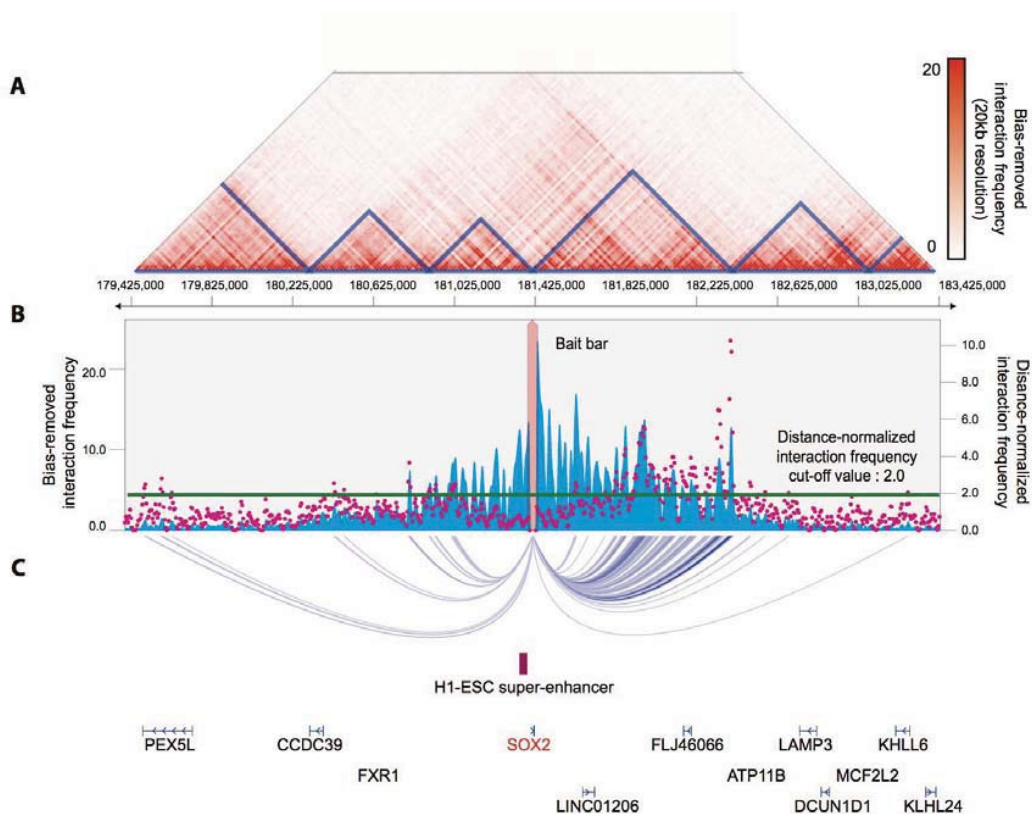 A
20
0
Bias-removed
interaction frequency
(20kb resolution)
179,425,000 179,825,000 180,225,000 180,625,000 181,025,000 181,425,000 181,825,000 182,225,000 182,625,000 183,025,000 183,425,000
B
Bias-removed
interaction frequency
20.0
10.0
0.0
Bait bar
Distance-normalized
interaction frequency
cut-off value : 2.0
10.0
8.0
6.0
4.0
2.0
0.0
Disance-normalized
interaction frequency
C
H1-ESC super-enhancer
PEX5L CCDC39 SOX2 FLJ46066 LAMP3 KHLL6
FXR1 ATP11B MCF2L2
LINC01206 DCUN1D1 KLHL24